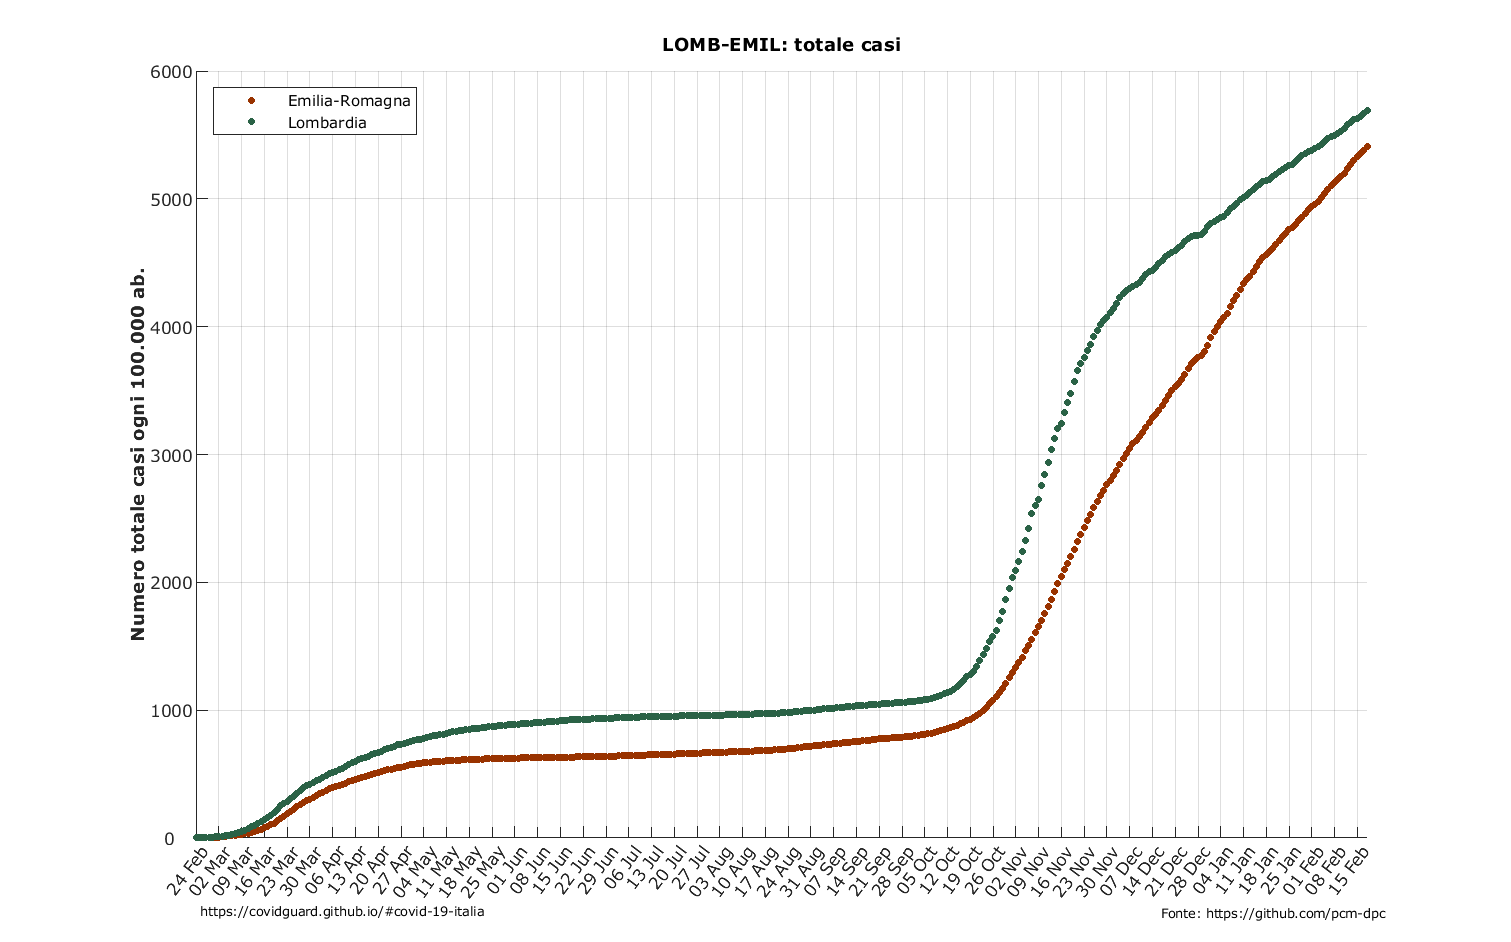 LOMB-EMIL: totale casi
Numero totale casi ogni 100.000 ab.
6000
5000
4000
3000
2000
1000
0
Emilia-Romagna
Lombardia
24 Feb
02 Mar
09 Mar
16 Mar
23 Mar
30 Mar
06 Apr
13 Apr
20 Apr
27 Apr
04 May
11 May
18 May
25 May
01 Jun
08 Jun
15 Jun
22 Jun
29 Jun
06 Jul
13 Jul
20 Jul
27 Jul
03 Aug
10 Aug
17 Aug
24 Aug
31 Aug
07 Sep
14 Sep
21 Sep
28 Sep
05 Oct
12 Oct
19 Oct
26 Oct
02 Nov
09 Nov
16 Nov
23 Nov
30 Nov
07 Dec
14 Dec
21 Dec
28 Dec
04 Jan
11 Jan
18 Jan
25 Jan
01 Feb
08 Feb
15 Feb
https://covidguard.github.io/#covid-19-italia
Fonte: https://github.com/pcm-dpc